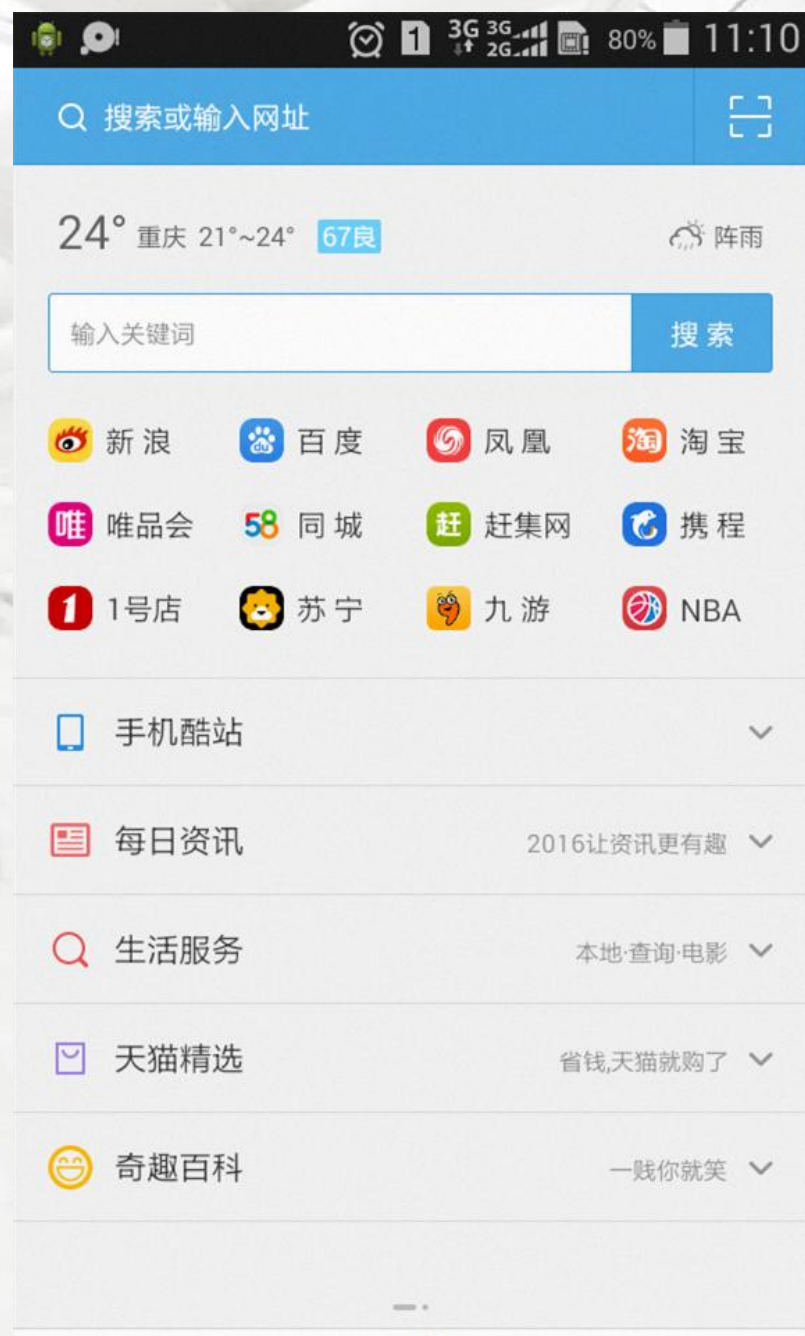 3G 3G 2G 80% 11:10
搜索或输入网址
24° 重庆 21°~24° 67良 阵雨
输入关键词 搜索
新浪 du 百度 凤凰 淘 淘宝
唯 唯品会 58 同城 赶 赶集网 携程
1 1号店 苏宁 九游 NBA
手机酷站
每日资讯 2016让资讯更有趣
生活服务 本地·查询·电影
天猫精选 省钱,天猫就购了
奇趣百科 一贱你就笑